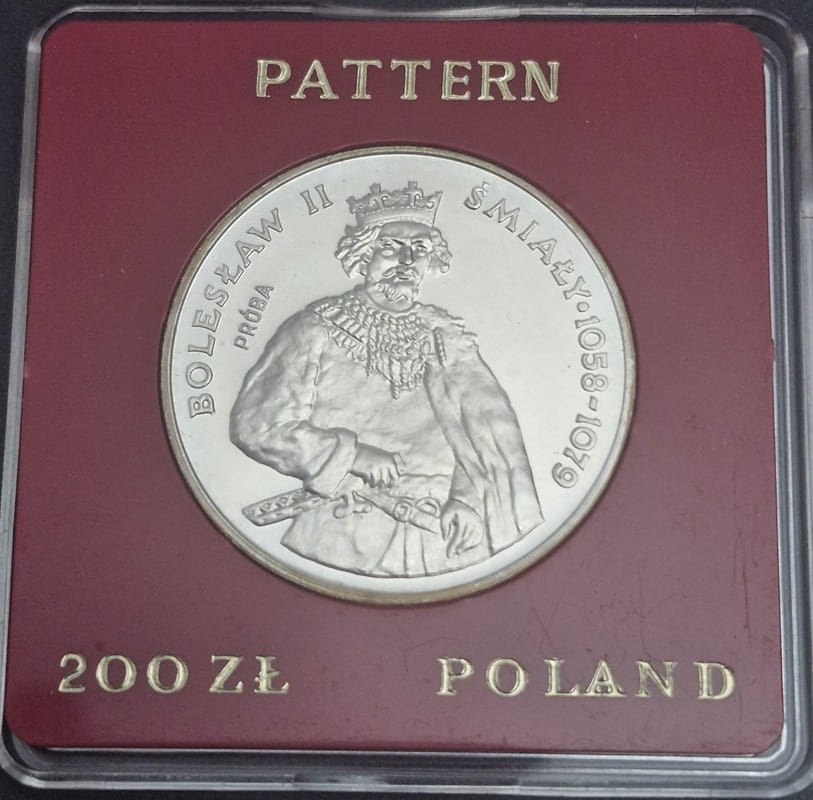 PATTERN
BOLESŁAW II ŚMIAŁY·1058-1079
PRÓBA
200 ZŁ POLAND